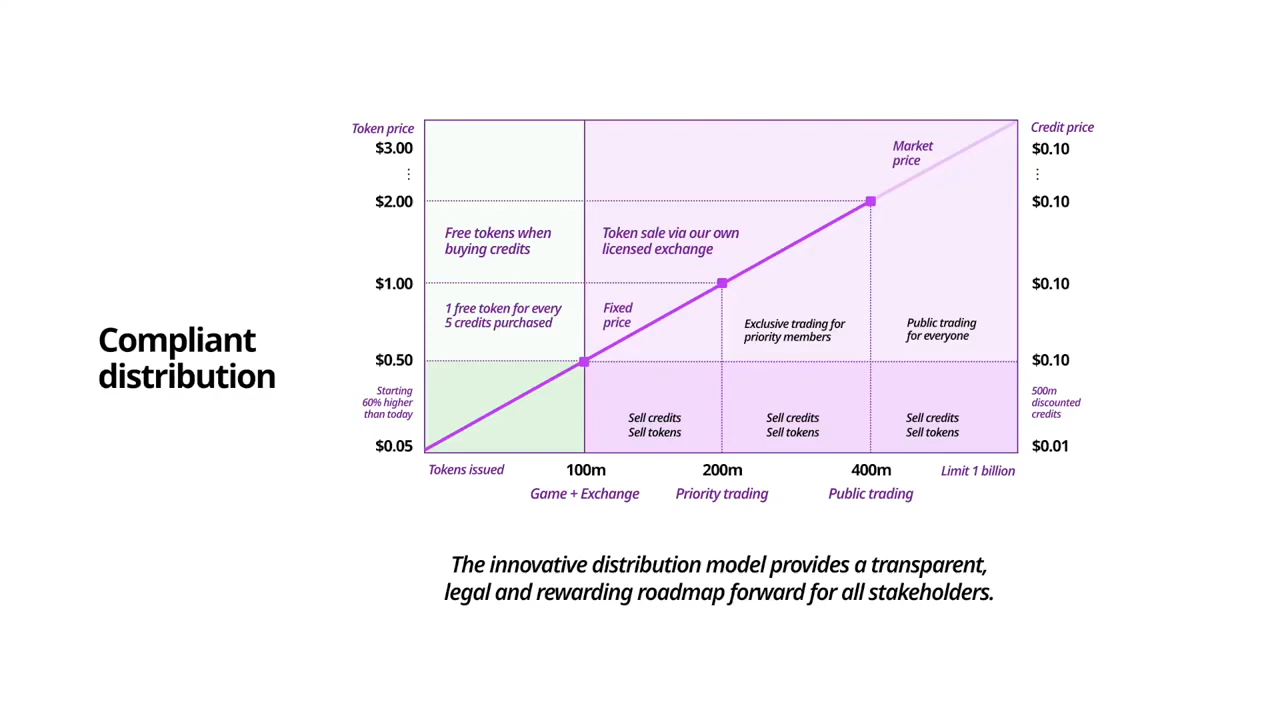 Compliant
distribution
Token price
$3.00
⋮
$2.00
$1.00
$0.50
Starting
60% higher
than today
$0.05
Free tokens when
buying credits
1 free token for every
5 credits purchased
Token sale via our own
licensed exchange
Fixed
price
Market
price
Exclusive trading for
priority members
Public trading
for everyone
Sell credits
Sell tokens
Sell credits
Sell tokens
Sell credits
Sell tokens
Credit price
$0.10
⋮
$0.10
$0.10
$0.10
500m
discounted
credits
$0.01
Tokens issued
100m
200m
400m
Limit 1 billion
Game + Exchange
Priority trading
Public trading
The innovative distribution model provides a transparent,
legal and rewarding roadmap forward for all stakeholders.